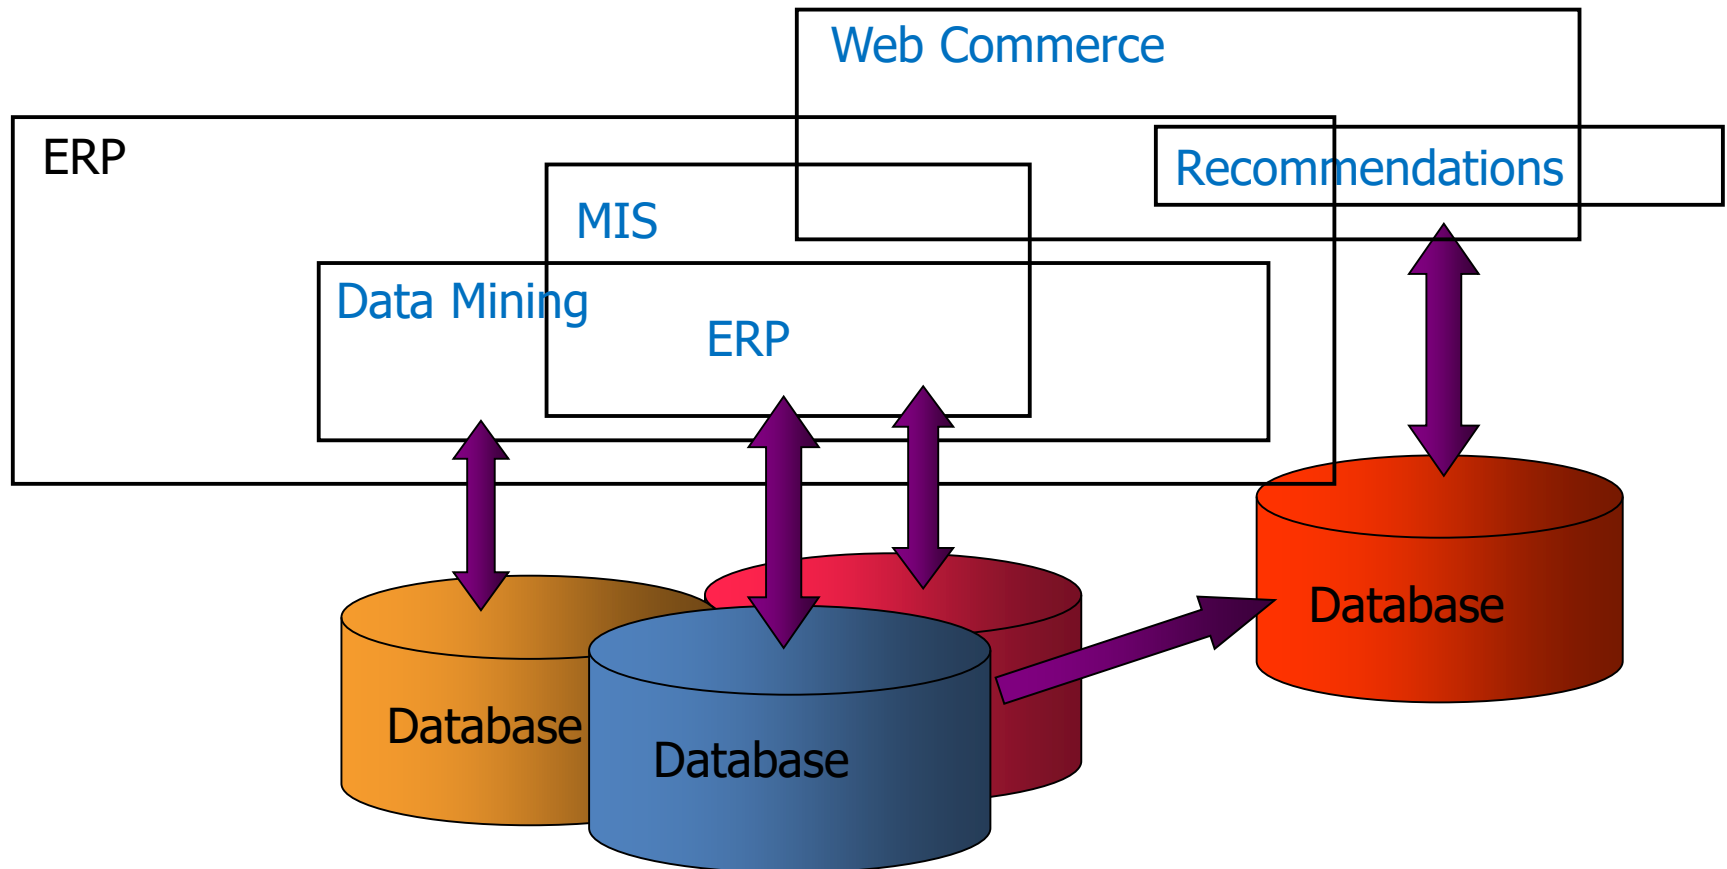 Web Commerce
ERP
Recommendations
MIS
Data Mining
ERP
Database
Database
Database